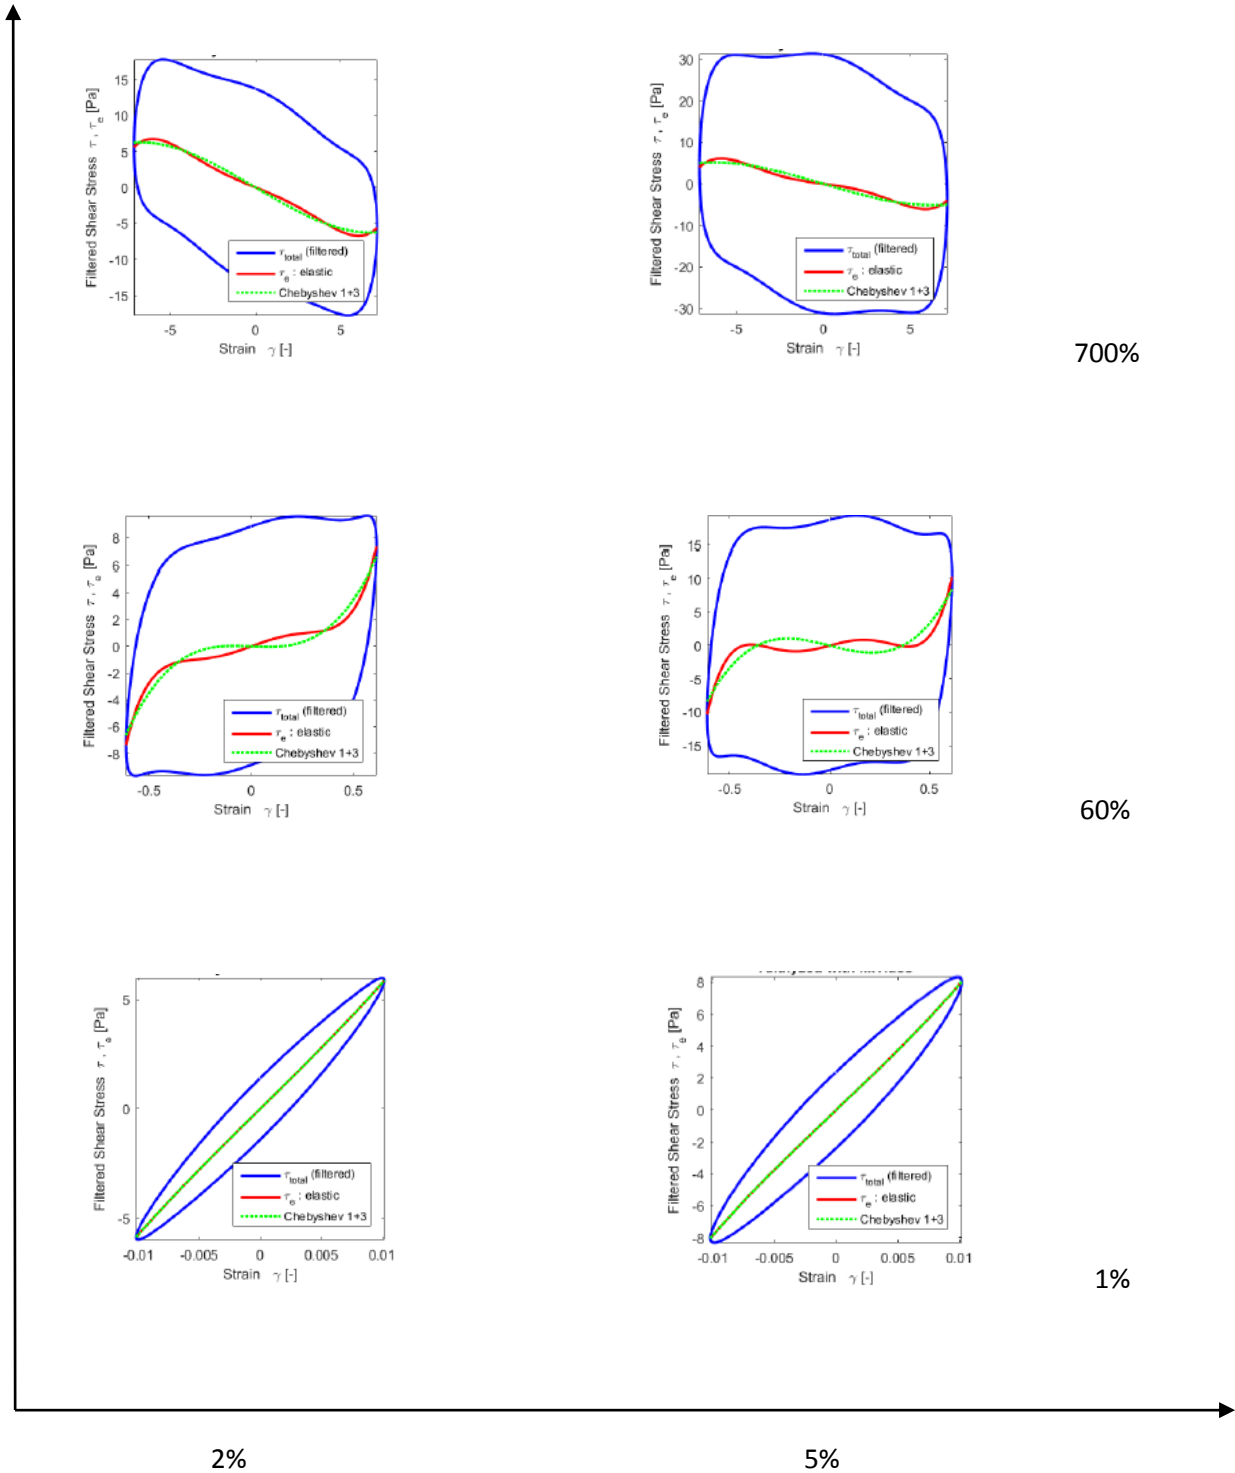 15
10
5
0
-5
-10
-15
Filtered Shear Stress τ , τe [Pa]
τtotal (filtered)
τe : elastic
Chebyshev 1+3
-5 0 5
Strain γ [-]
30
20
10
0
-10
-20
-30
Filtered Shear Stress τ , τe [Pa]
τtotal (filtered)
τe : elastic
Chebyshev 1+3
-5 0 5
Strain γ [-]
700%
8
6
4
2
0
-2
-4
-6
-8
Filtered Shear Stress τ , τe [Pa]
τtotal (filtered)
τe : elastic
Chebyshev 1+3
-0.5 0 0.5
Strain γ [-]
15
10
5
0
-5
-10
-15
Filtered Shear Stress τ , τe [Pa]
τtotal (filtered)
τe : elastic
Chebyshev 1+3
-0.5 0 0.5
Strain γ [-]
60%
5
0
-5
Filtered Shear Stress τ , τe [Pa]
τtotal (filtered)
τe : elastic
Chebyshev 1+3
-0.01 -0.005 0 0.005 0.01
Strain γ [-]
8
6
4
2
0
-2
-4
-6
-8
Filtered Shear Stress τ , τe [Pa]
τtotal (filtered)
τe : elastic
Chebyshev 1+3
-0.01 -0.005 0 0.005 0.01
Strain γ [-]
1%
2% 5%